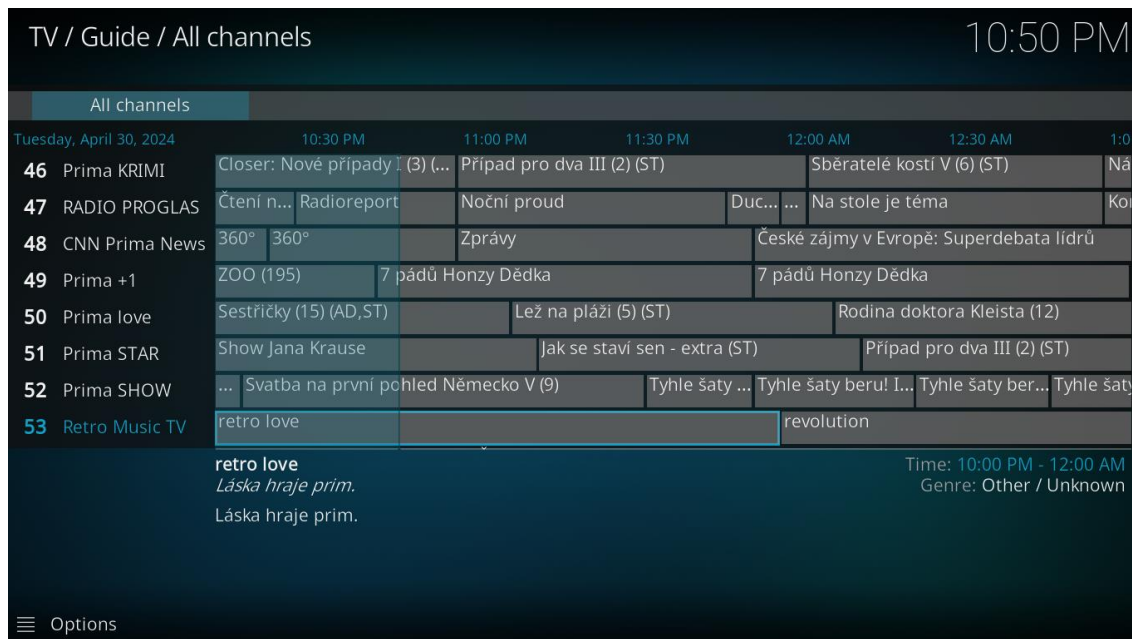 TV / Guide / All channels
10:50 PM
All channels
Tuesday, April 30, 2024 10:30 PM 11:00 PM 11:30 PM 12:00 AM 12:30 AM 1:0
46 Prima KRIMI Closer: Nové případy I (3) (... Případ pro dva III (2) (ST) Sběratelé kostí V (6) (ST) Ná
47 RADIO PROGLAS Čtení n... Radioreport Noční proud Duc... ... Na stole je téma Kon
48 CNN Prima News 360° 360° Zprávy České zájmy v Evropě: Superdebata lídrů
49 Prima +1 ZOO (195) 7 pádů Honzy Dědka 7 pádů Honzy Dědka
50 Prima love Sestřičky (15) (AD,ST) Lež na pláži (5) (ST) Rodina doktora Kleista (12)
51 Prima STAR Show Jana Krause Jak se staví sen - extra (ST) Případ pro dva III (2) (ST)
52 Prima SHOW ... Svatba na první pohled Německo V (9) Tyhle šaty ... Tyhle šaty beru! I... Tyhle šaty ber... Tyhle šaty
53 Retro Music TV retro love revolution
retro love Time: 10:00 PM - 12:00 AM
Láska hraje prim. Genre: Other / Unknown
Láska hraje prim.
Options